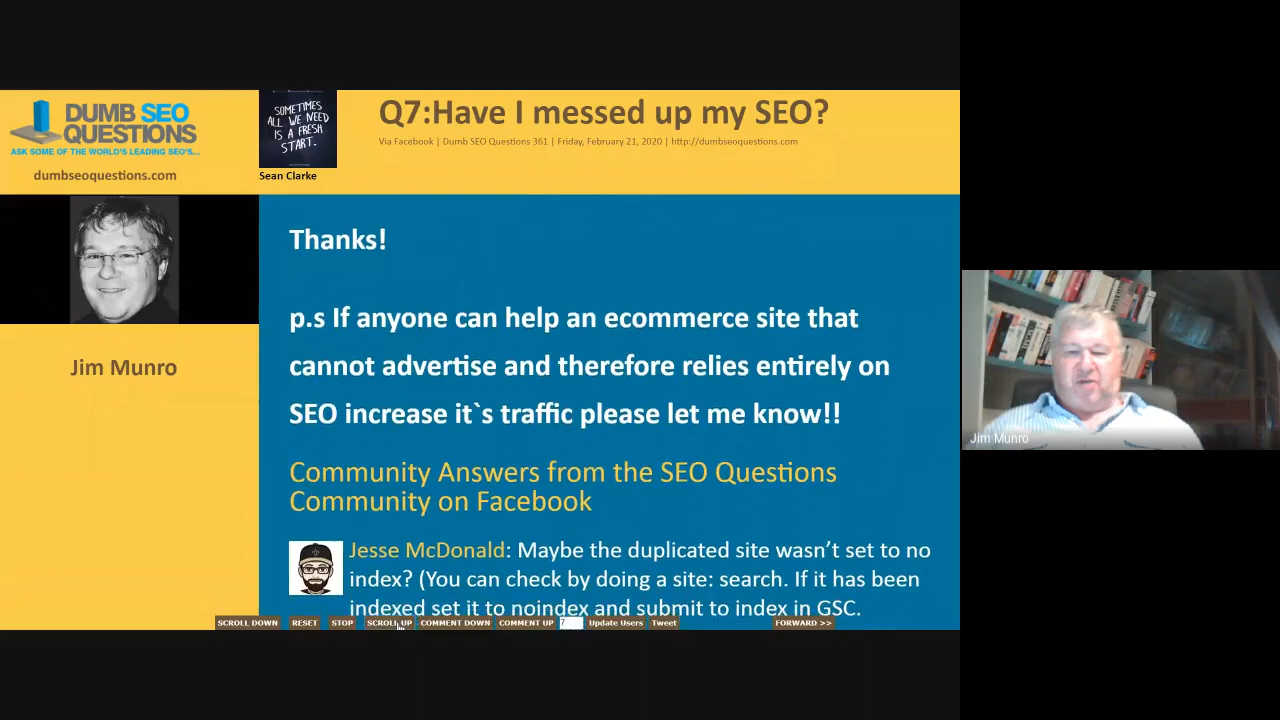 DUMB SEO
QUESTIONS
ASK SOME OF THE WORLD'S LEADING SEO'S...
dumbseoquestions.com
SOMETIMES
ALL WE NEED
IS A FRESH
START.
Sean Clarke
Q7:Have I messed up my SEO?
Via Facebook | Dumb SEO Questions 361 | Friday, February 21, 2020 | http://dumbseoquestions.com
Jim Munro
Thanks!
p.s If anyone can help an ecommerce site that
cannot advertise and therefore relies entirely on
SEO increase it`s traffic please let me know!!
Community Answers from the SEO Questions
Community on Facebook
Jesse McDonald: Maybe the duplicated site wasn't set to no
index? (You can check by doing a site: search. If it has been
indexed set it to noindex and submit to index in GSC.
SCROLL DOWN RESET STOP SCROLL UP COMMENT DOWN COMMENT UP 7 Update Users Tweet FORWARD >>
Jim Munro